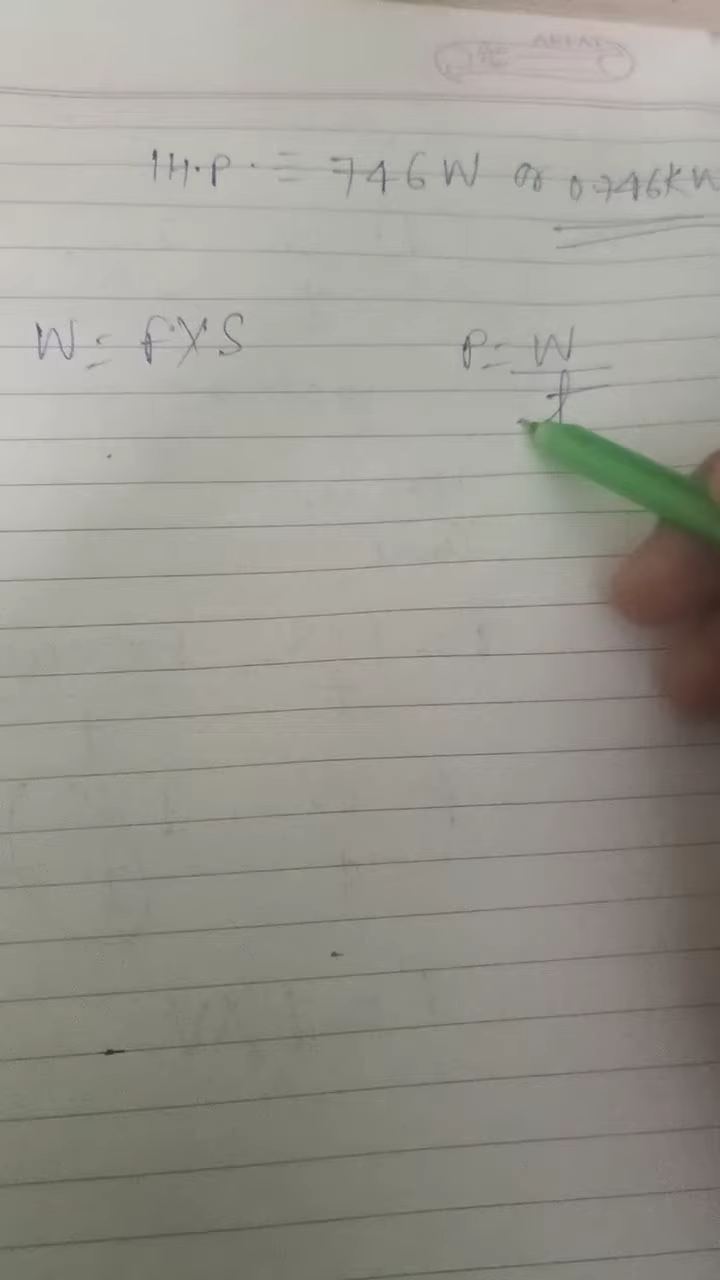 1H.P. = 746W or 0.746KW
W = F×S
P = W/t